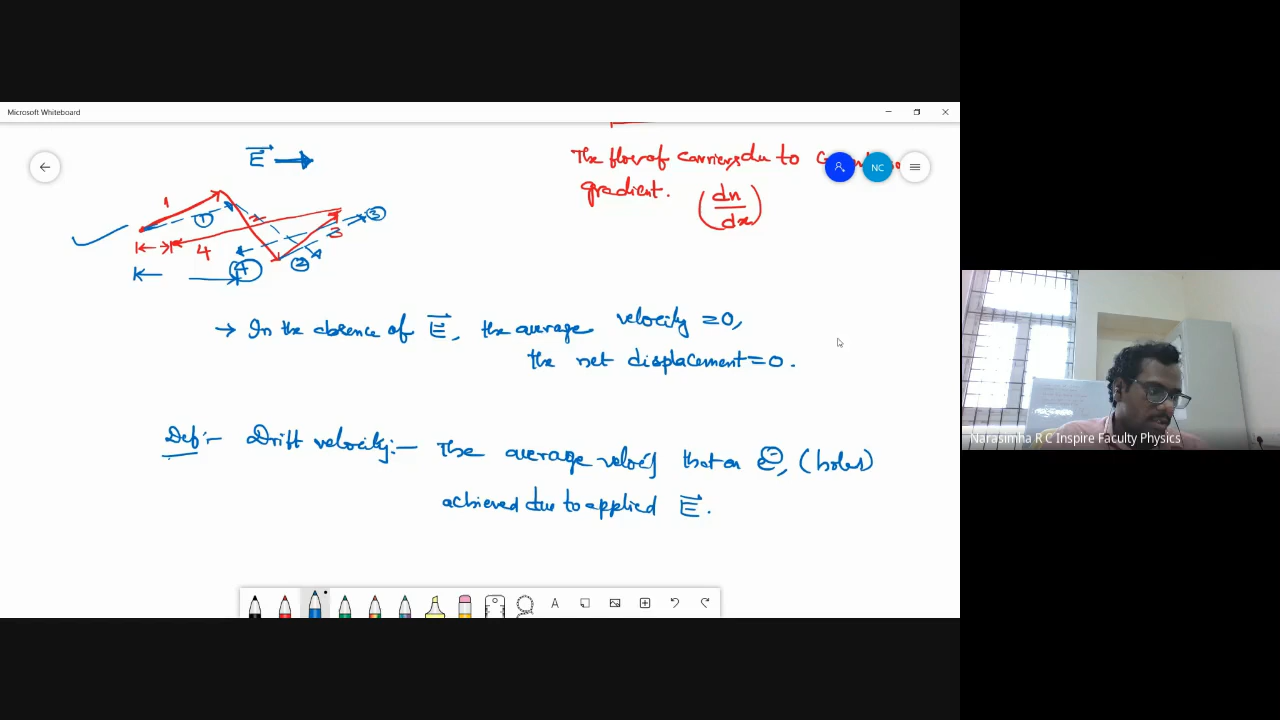 Microsoft Whiteboard
E
The flow of carriers due to
gradient. (dn/dx)
NC
1
①
2
③
3
4
④
②
→ In the absence of E, the average velocity = 0,
the net displacement = 0.
Def:- Drift velocity:- The average velocity that an e⁻, (holes)
achieved due to applied E.
A
Narasimha R C Inspire Faculty Physics